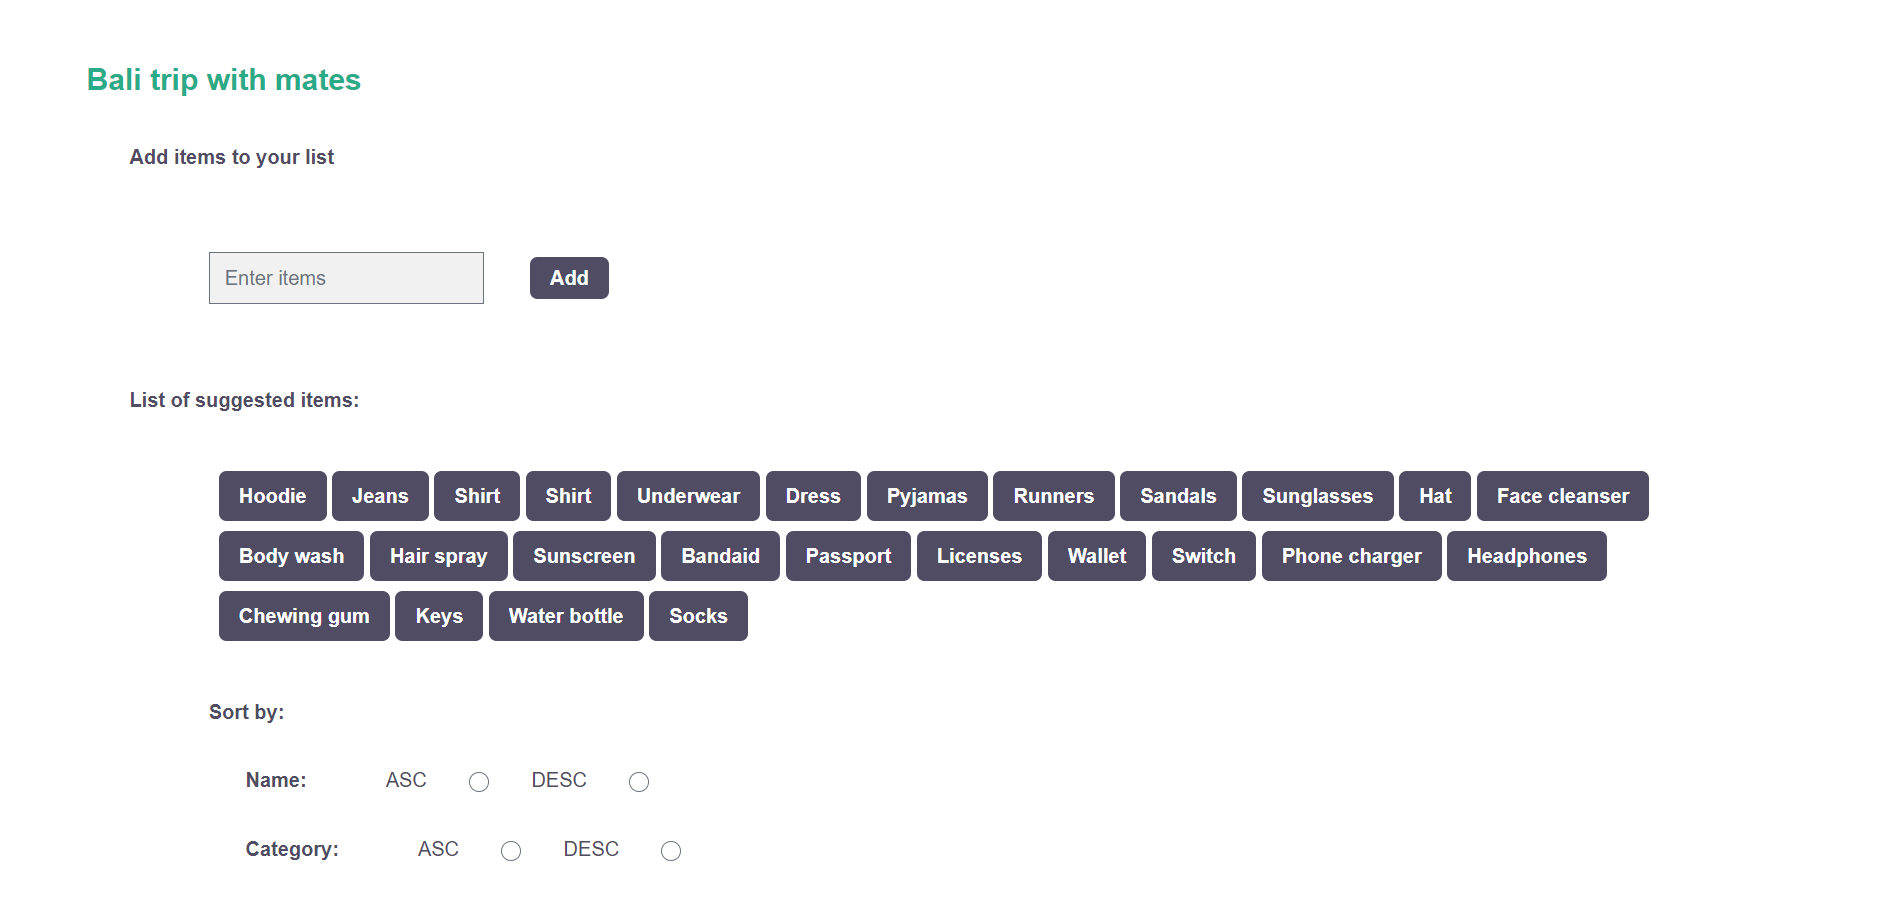 Bali trip with mates
Add items to your list
Enter items Add
List of suggested items:
Hoodie Jeans Shirt Shirt Underwear Dress Pyjamas Runners Sandals Sunglasses Hat Face cleanser
Body wash Hair spray Sunscreen Bandaid Passport Licenses Wallet Switch Phone charger Headphones
Chewing gum Keys Water bottle Socks
Sort by:
Name: ASC DESC
Category: ASC DESC